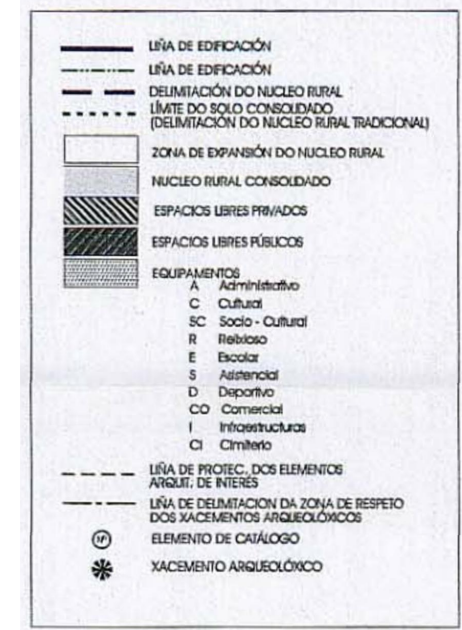 LIÑA DE EDIFICACIÓN
LIÑA DE EDIFICACIÓN
DELIMITACIÓN DO NUCLEO RURAL
LÍMITE DO SOLO CONSOLIDADO
(DELIMITACIÓN DO NUCLEO RURAL TRADICIONAL)
ZONA DE EXPANSIÓN DO NUCLEO RURAL
NUCLEO RURAL CONSOLIDADO
ESPACIOS LIBRES PRIVADOS
ESPACIOS LIBRES PÚBLICOS
EQUIPAMENTOS
A Administrativo
C Cultural
SC Socio - Cultural
R Relixioso
E Escolar
S Asistencial
D Deportivo
CO Comercial
I Infraestructuras
CI Cimiterio
LIÑA DE PROTEC. DOS ELEMENTOS
ARQUIT. DE INTERÉS
LIÑA DE DELIMITACION DA ZONA DE RESPETO
DOS XACEMENTOS ARQUEOLÓXICOS
ELEMENTO DE CATÁLOGO
XACEMENTO ARQUEOLÓXICO